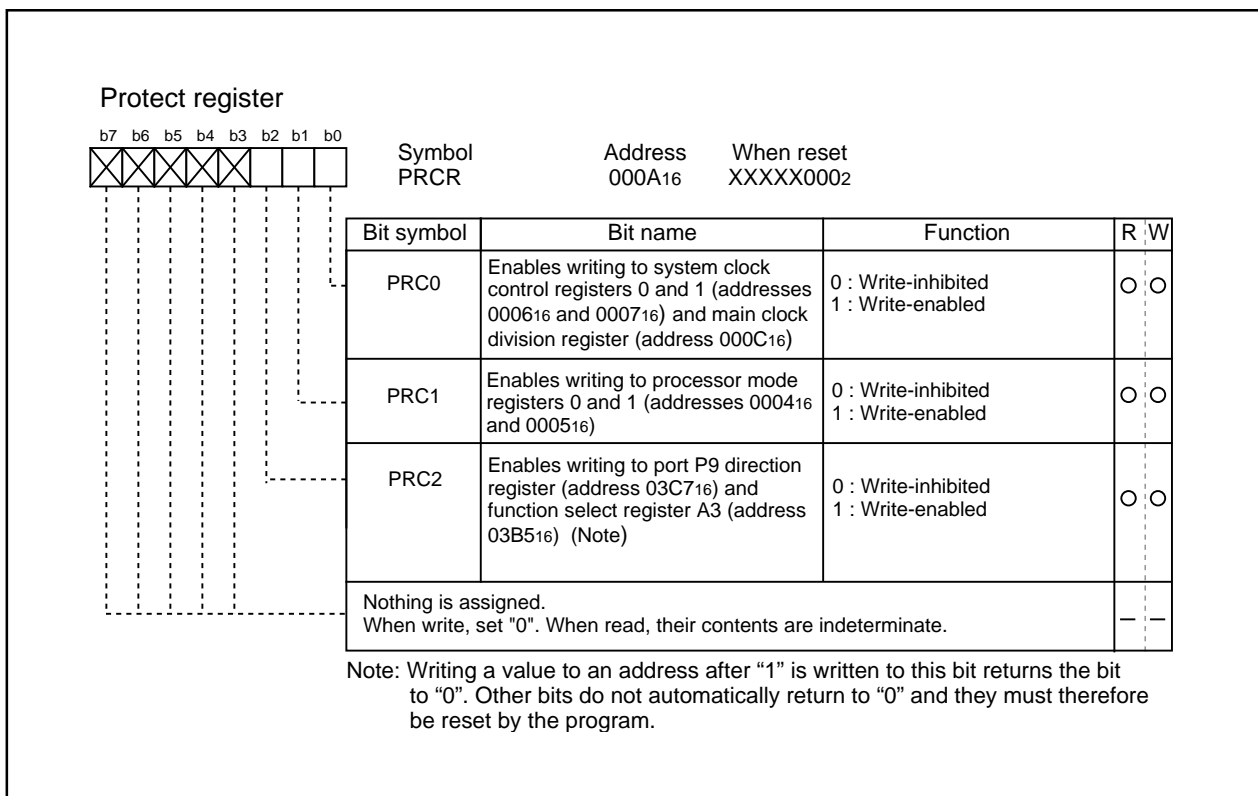 Protect register
b7 b6 b5 b4 b3 b2 b1 b0
Symbol Address When reset
PRCR 000A16 XXXXX0002
Bit symbol Bit name Function R W
PRC0
Enables writing to system clock
control registers 0 and 1 (addresses
000616 and 000716) and main clock
division register (address 000C16)
0 : Write-inhibited
1 : Write-enabled
PRC1
Enables writing to processor mode
registers 0 and 1 (addresses 000416
and 000516)
0 : Write-inhibited
1 : Write-enabled
PRC2
Enables writing to port P9 direction
register (address 03C716) and
function select register A3 (address
03B516) (Note)
0 : Write-inhibited
1 : Write-enabled
Nothing is assigned.
When write, set "0". When read, their contents are indeterminate.
Note: Writing a value to an address after “1” is written to this bit returns the bit
to “0”. Other bits do not automatically return to “0” and they must therefore
be reset by the program.